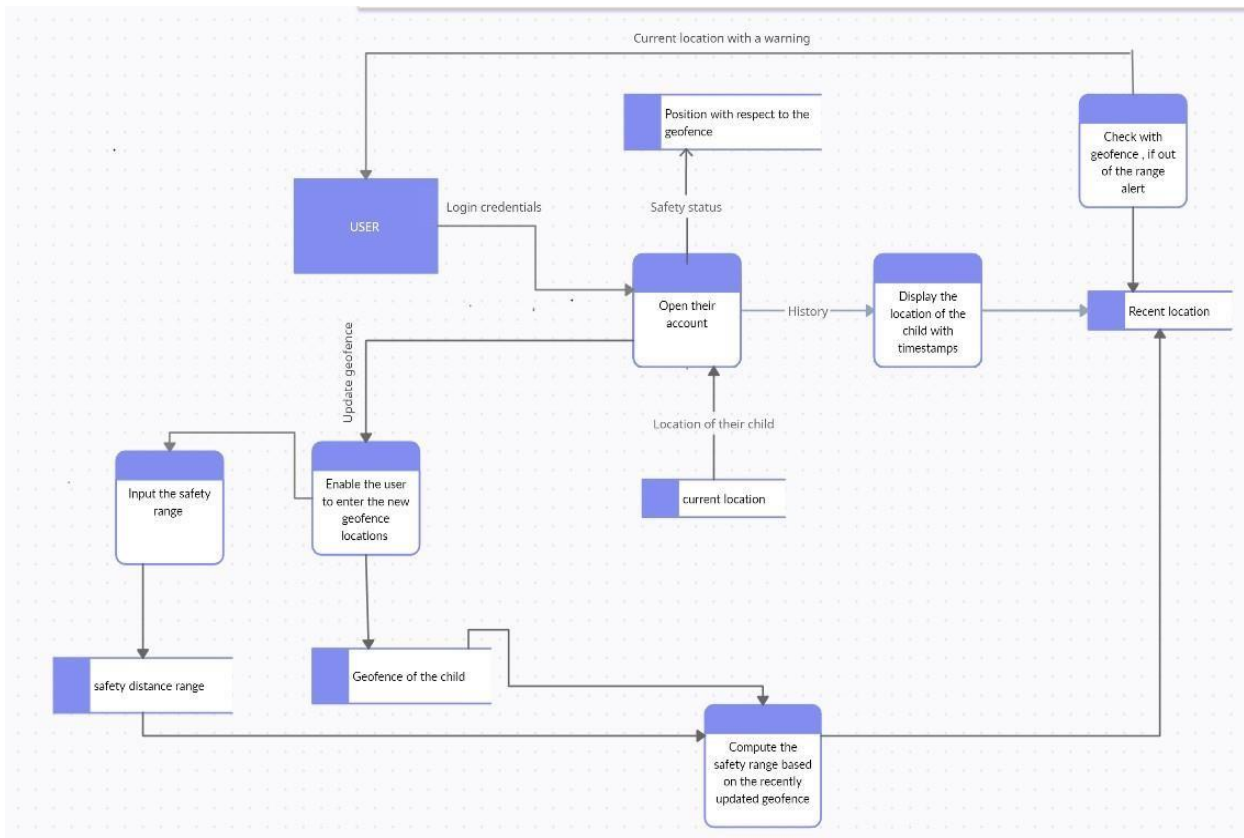 Current location with a warning
Position with respect to the
geofence
Check with
geofence , if out
of the range
alert
USER
Login credentials
Safety status
Open their
account
History
Display the
location of the
child with
timestamps
Recent location
Update geofence
Location of their child
Input the safety
range
Enable the user
to enter the new
geofence
locations
current location
safety distance range
Geofence of the child
Compute the
safety range based
on the recently
updated geofence